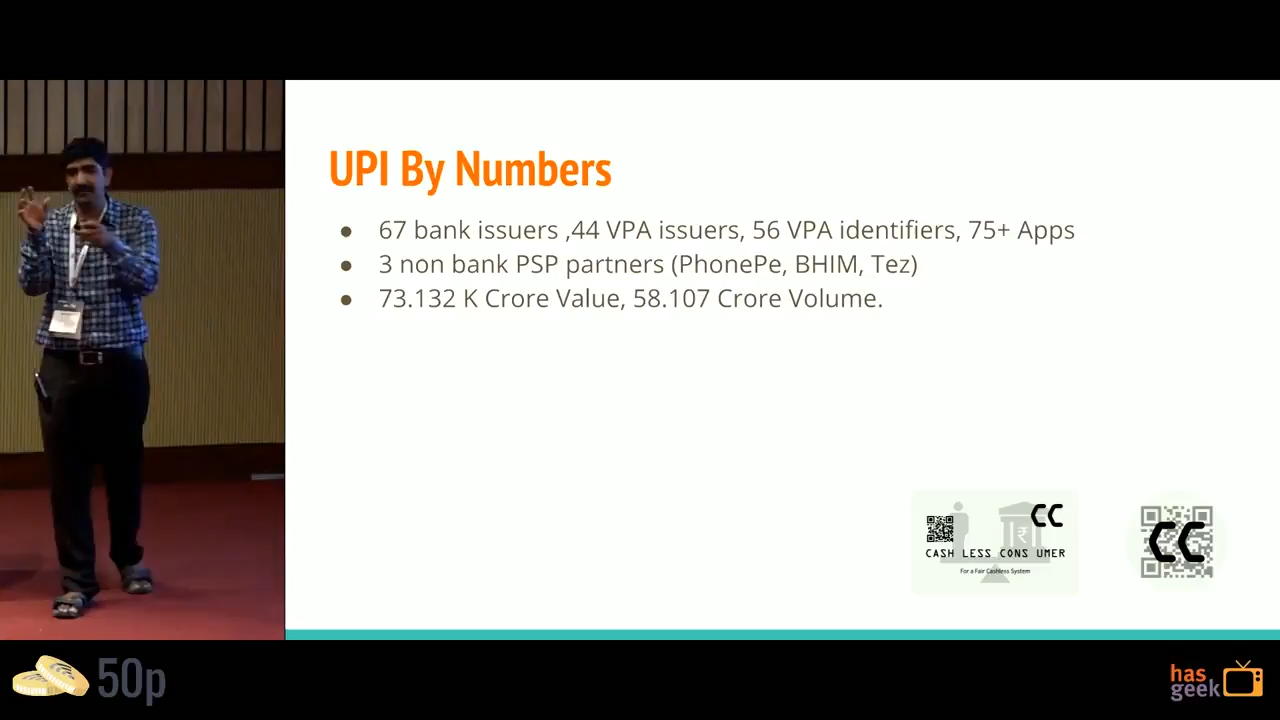 UPI By Numbers
● 67 bank issuers ,44 VPA issuers, 56 VPA identifiers, 75+ Apps
● 3 non bank PSP partners (PhonePe, BHIM, Tez)
● 73.132 K Crore Value, 58.107 Crore Volume.
CC
₹
CASH LESS CONS UMER
For a Fair Cashless System
CC
50p
has
geek